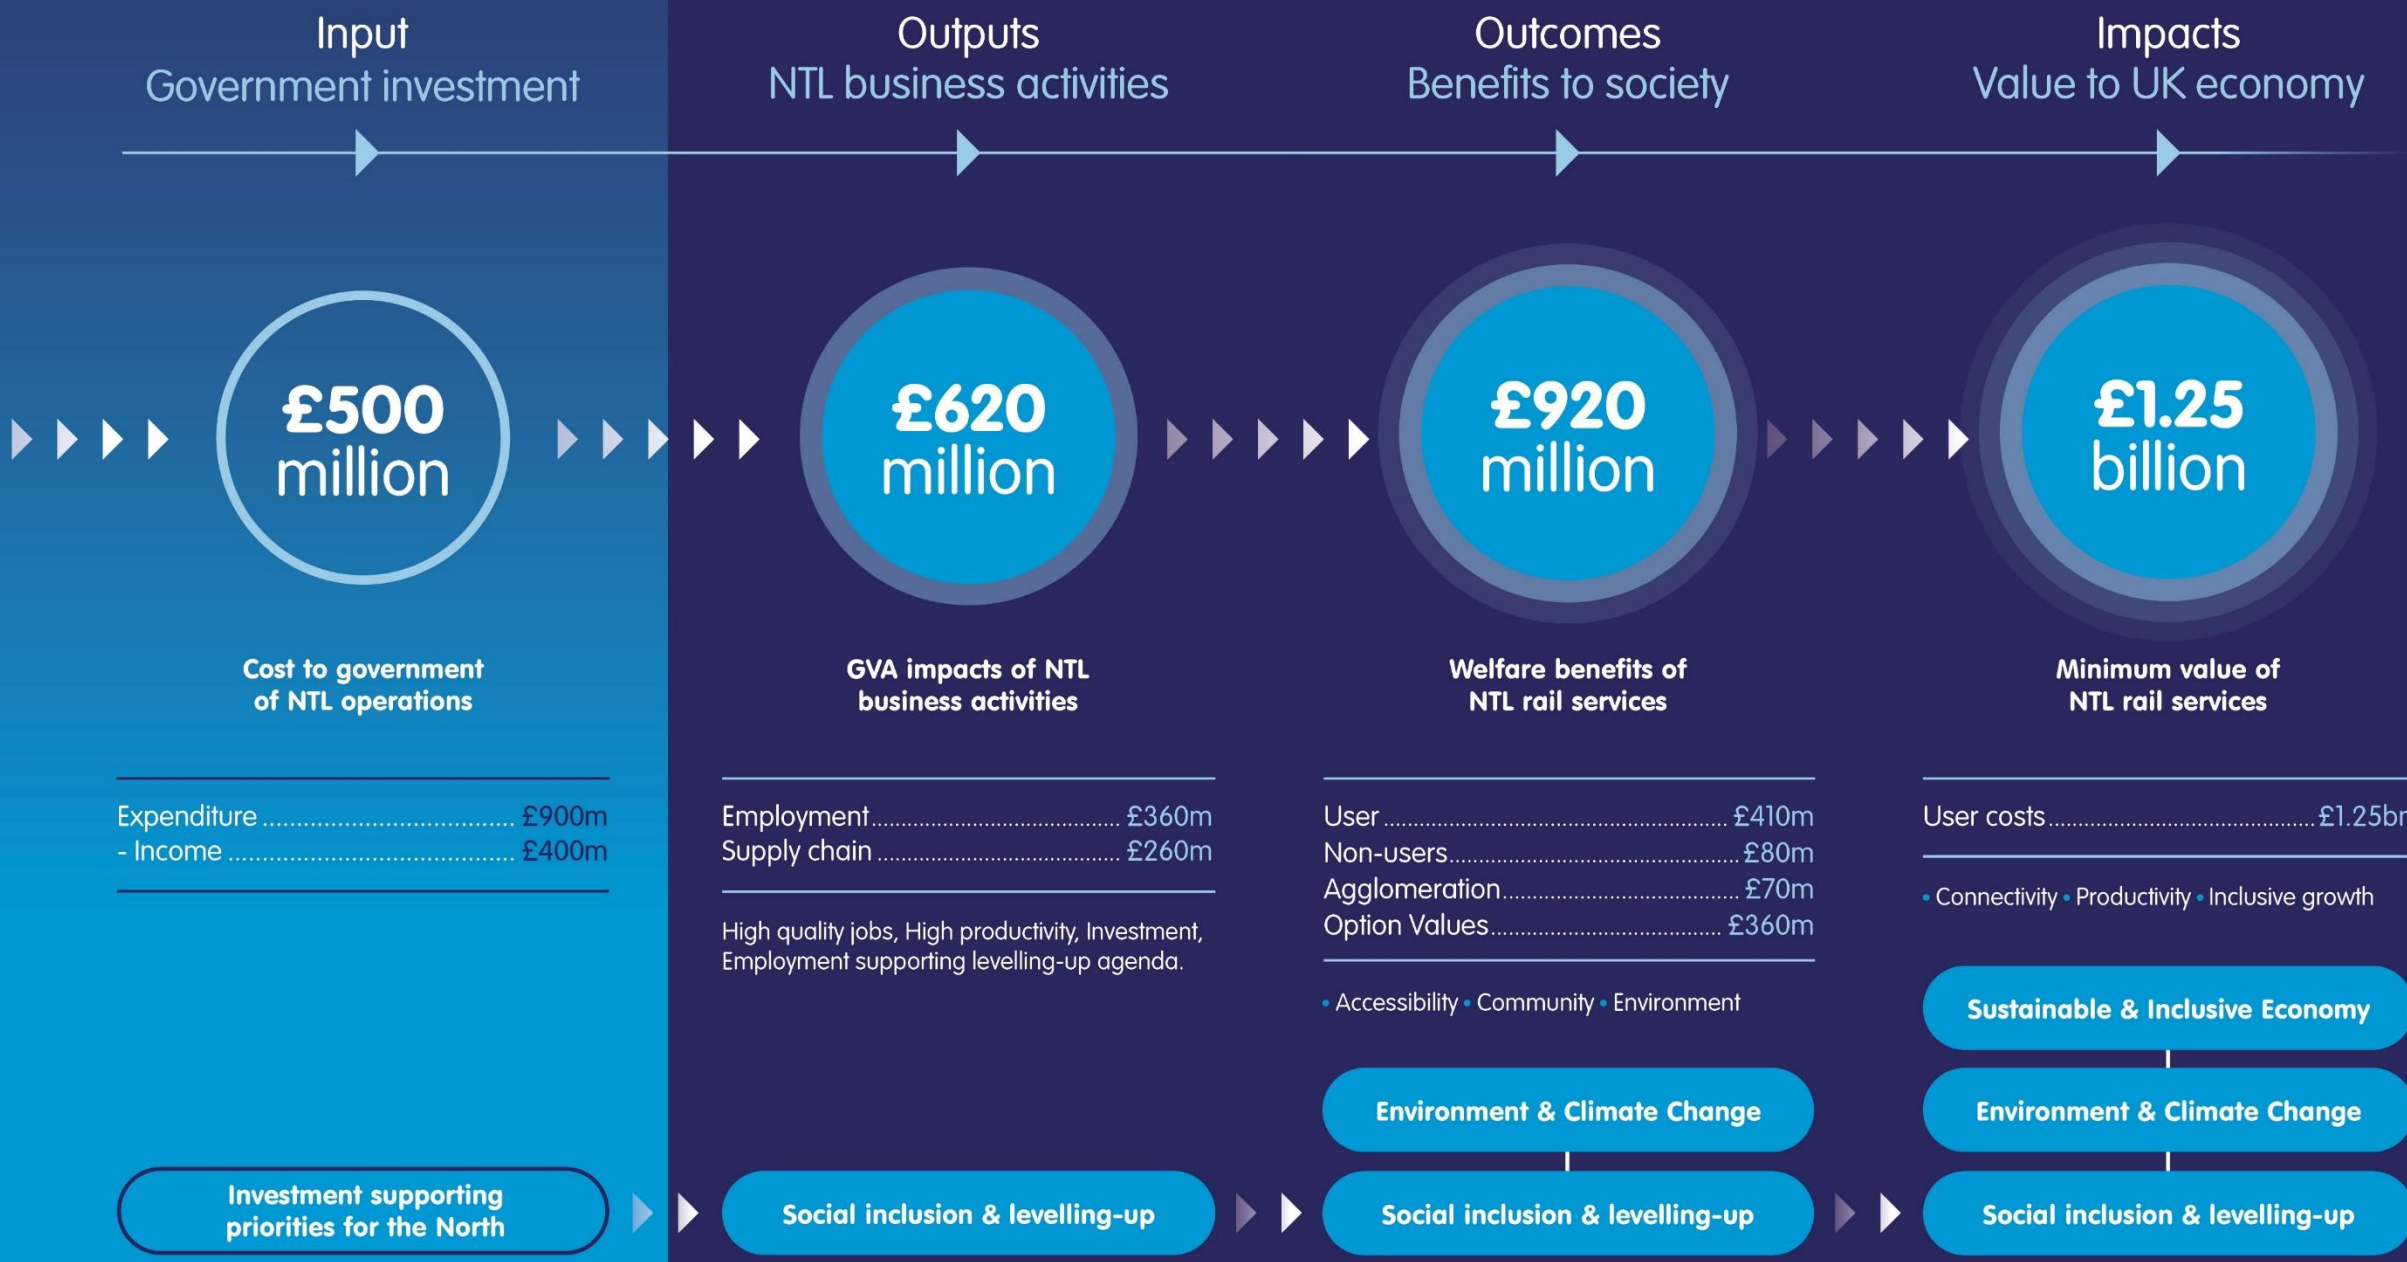 Input
Government investment
Outputs
NTL business activities
Outcomes
Benefits to society
Impacts
Value to UK economy
£500
million
£620
million
£920
million
£1.25
billion
Cost to government
of NTL operations
GVA impacts of NTL
business activities
Welfare benefits of
NTL rail services
Minimum value of
NTL rail services
Expenditure £900m
- Income £400m
Employment £360m
Supply chain £260m
High quality jobs, High productivity, Investment,
Employment supporting levelling-up agenda.
User £410m
Non-users £80m
Agglomeration £70m
Option Values £360m
• Accessibility • Community • Environment
User costs £1.25bn
• Connectivity • Productivity • Inclusive growth
Investment supporting
priorities for the North
Social inclusion & levelling-up
Environment & Climate Change
Social inclusion & levelling-up
Sustainable & Inclusive Economy
Environment & Climate Change
Social inclusion & levelling-up